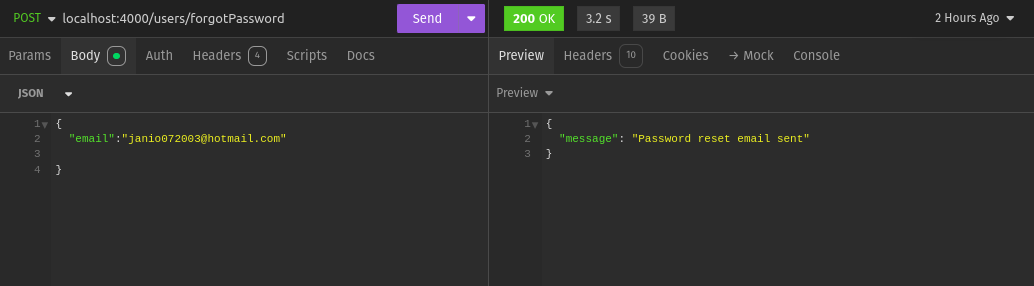 POST localhost:4000/users/forgotPassword Send 200 OK 3.2 s 39 B 2 Hours Ago
Params Body Auth Headers 4 Scripts Docs Preview Headers 10 Cookies → Mock Console
JSON Preview
1 {
2 "email":"janio072003@hotmail.com"
3
4 }
1 {
2 "message": "Password reset email sent"
3 }